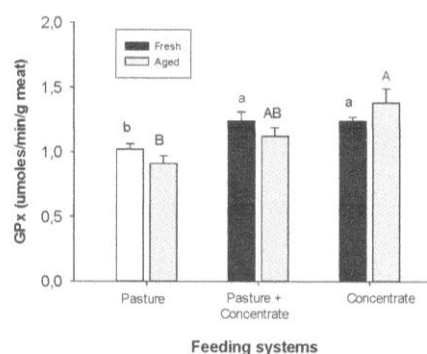 2,0
1,5
1,0
0,5
0,0
GPx (umoles/min/g meat)
Fresh
Aged
b
B
a
AB
a
A
Pasture
Pasture +
Concentrate
Concentrate
Feeding systems